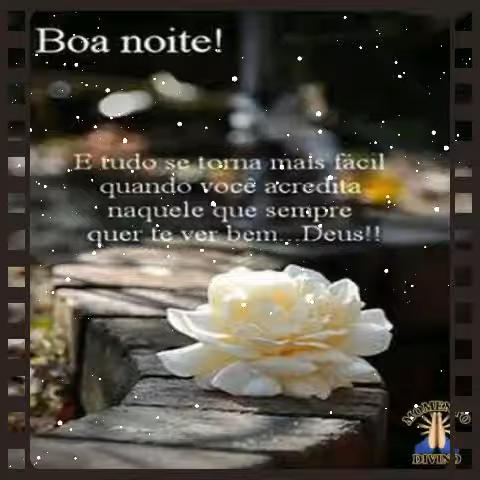 Boa noite!
E tudo se torna mais fácil
quando você acredita
naquele que sempre
quer te ver bem...Deus!!
MOMENTO
DIVINO